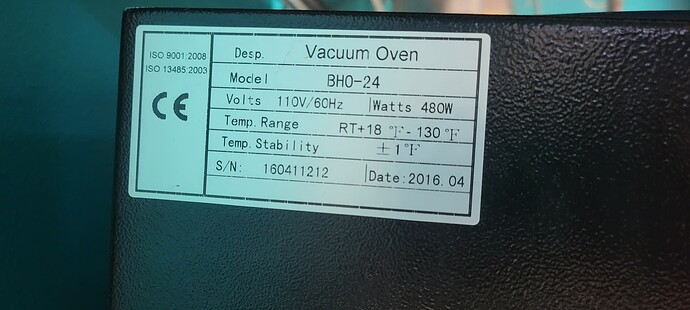 ISO 9001:2008
ISO 13485:2003
CE
Desp. Vacuum Oven
Model BHO-24
Volts 110V/60Hz Watts 480W
Temp.Range RT+18 °F- 130 °F
Temp.Stability ±1°F
S/N: 160411212 Date:2016.04